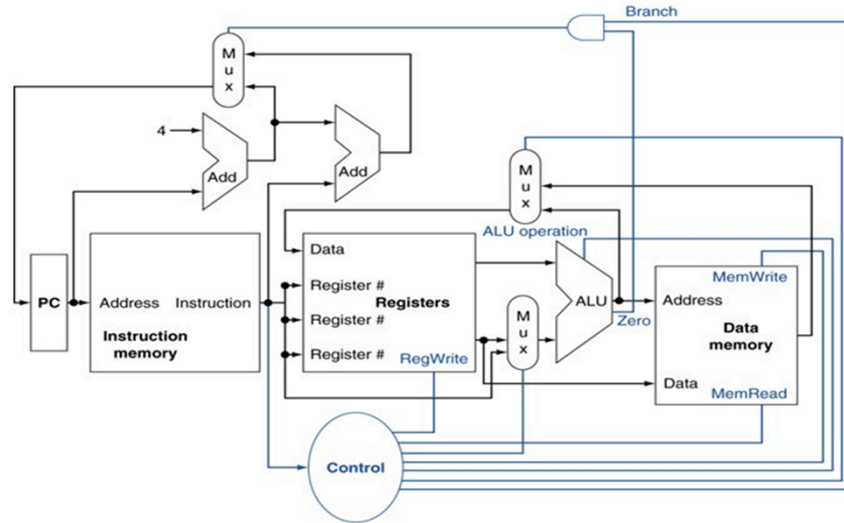 Branch
M
u
x
4
Add
Add
M
u
x
ALU operation
Data
Register #
Registers
Register #
Register #
RegWrite
PC
Address
Instruction
Instruction
memory
M
u
x
ALU
Zero
MemWrite
Address
Data
memory
Data
MemRead
Control